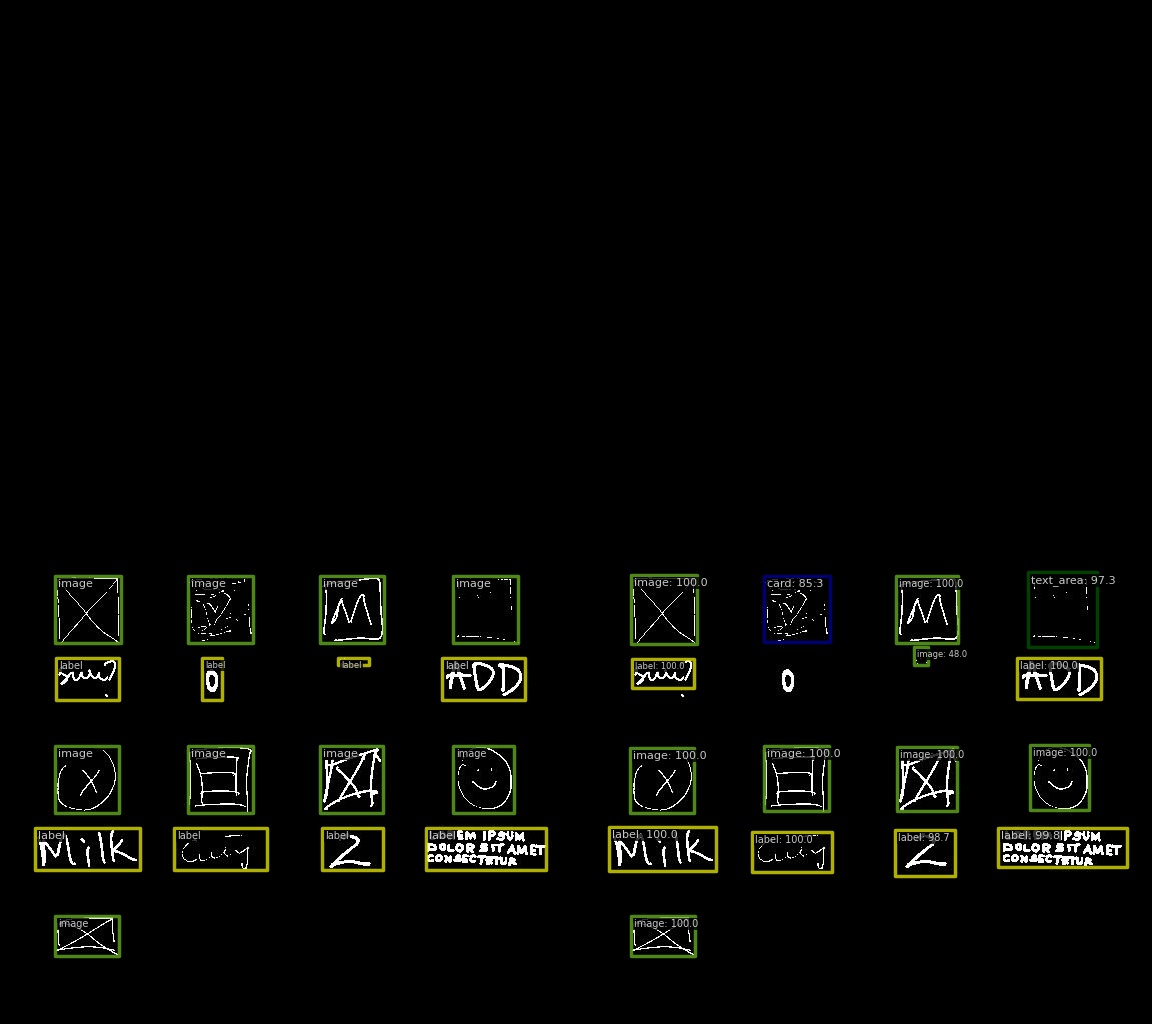 image image image image image: 100.0 card: 85.3 image: 100.0 text_area: 97.3
M M
image: 48.0
label label label label label: 100.0 label: 100.0
0 ADD 0 ADD
image image image image image: 100.0 image: 100.0 image: 100.0 image: 100.0
X X X X
label label label label label: 100.0 label: 100.0 label: 98.7 label: 99.8
Milk 2 EM IPSUM Milk 2 IPSUM
DOLOR SIT AMET DOLOR SIT AMET
CONSECTETUR CONSECTETUR
image image: 100.0